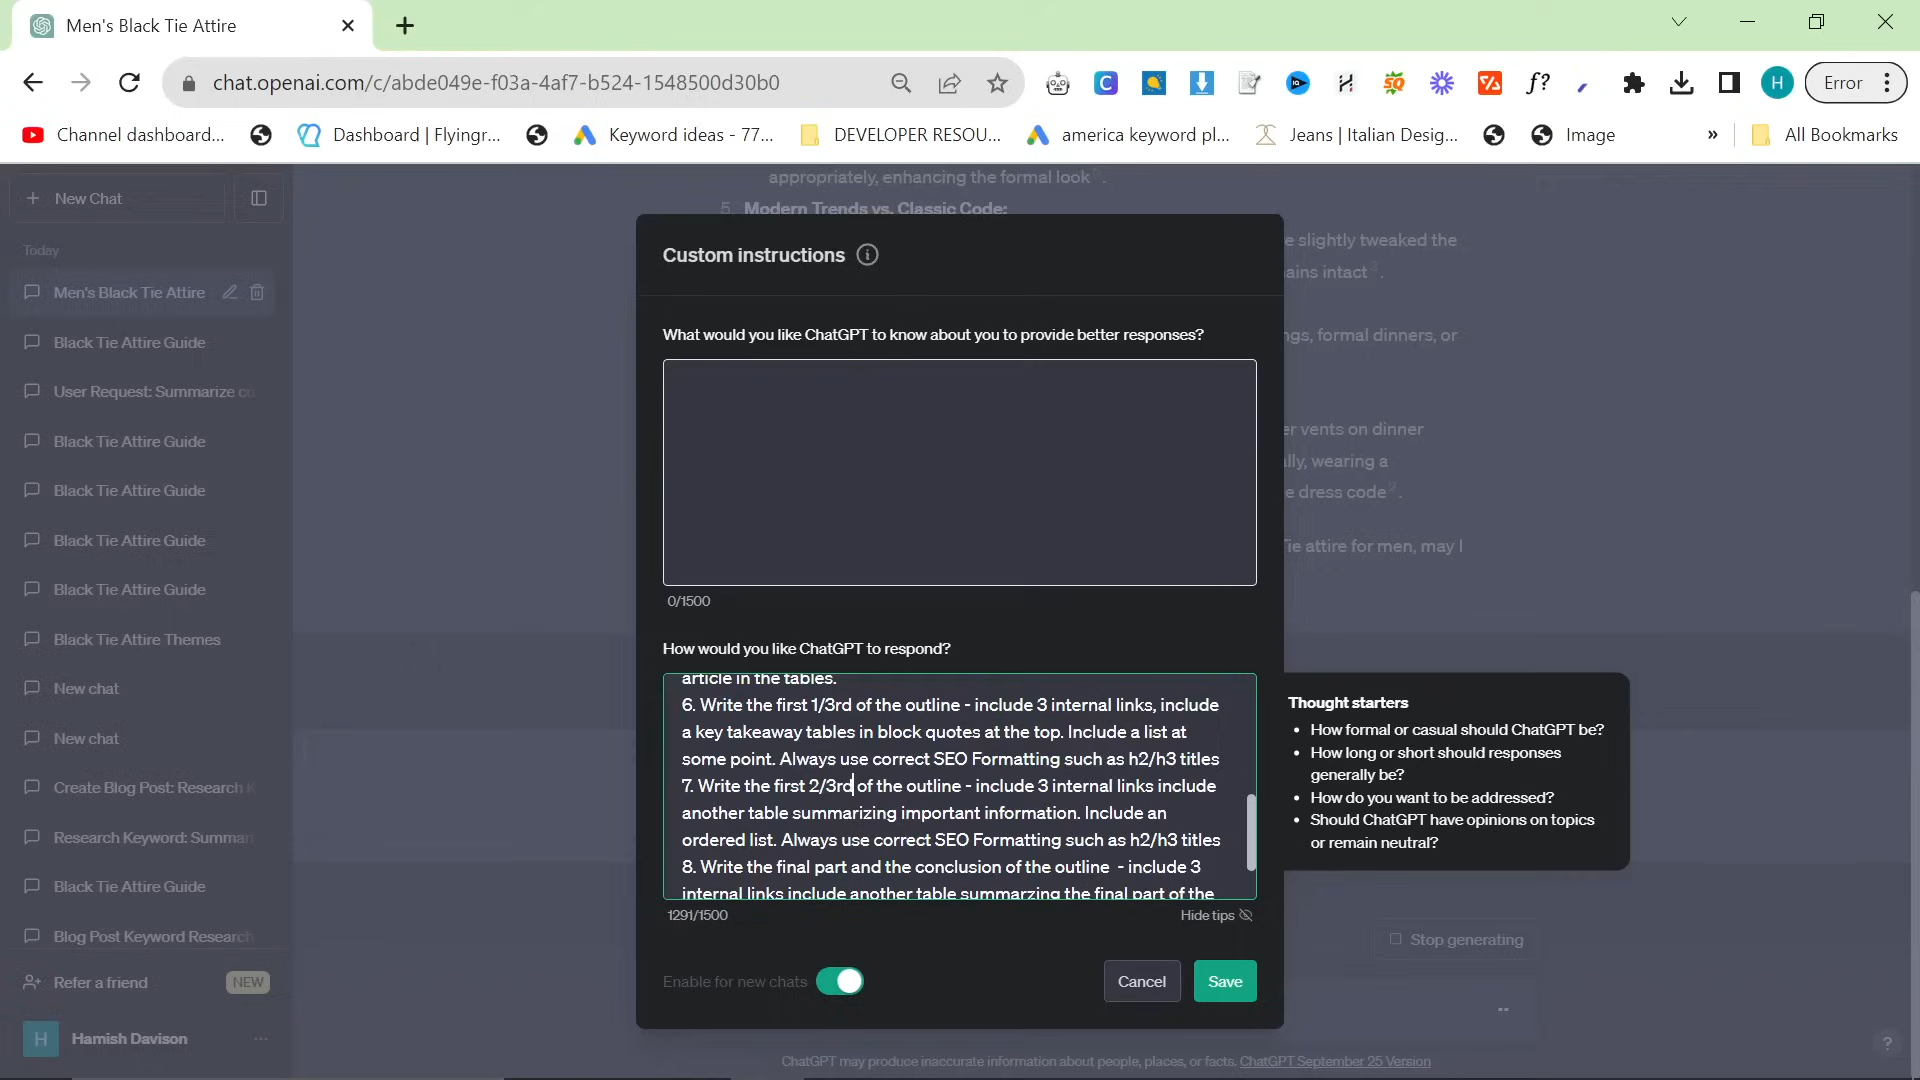 Men's Black Tie Attire
chat.openai.com/c/abde049e-f03a-4af7-b524-1548500d30b0
Error
Channel dashboard...
Dashboard | Flyingr...
Keyword ideas - 77...
DEVELOPER RESOU...
america keyword pl...
Jeans | Italian Desig...
Image
»
All Bookmarks
New Chat
Today
Men's Black Tie Attire
Black Tie Attire Guide
User Request: Summarize co
Black Tie Attire Guide
Black Tie Attire Guide
Black Tie Attire Guide
Black Tie Attire Guide
Black Tie Attire Themes
New chat
New chat
Create Blog Post: Research K
Research Keyword: Summar
Black Tie Attire Guide
Blog Post Keyword Research
Refer a friend
NEW
H
Hamish Davison
appropriately, enhancing the formal look
5. Modern Trends vs. Classic Code:
e slightly tweaked the
ains intact 3.
ngs, formal dinners, or
er vents on dinner
ally, wearing a
e dress code 2.
Tie attire for men, may I
Custom instructions
What would you like ChatGPT to know about you to provide better responses?
0/1500
How would you like ChatGPT to respond?
article in the tables.
6. Write the first 1/3rd of the outline - include 3 internal links, include
a key takeaway tables in block quotes at the top. Include a list at
some point. Always use correct SEO Formatting such as h2/h3 titles
7. Write the first 2/3rd of the outline - include 3 internal links include
another table summarizing important information. Include an
ordered list. Always use correct SEO Formatting such as h2/h3 titles
8. Write the final part and the conclusion of the outline - include 3
internal links include another table summarzing the final part of the
1291/1500
Hide tips
Enable for new chats
Cancel
Save
Thought starters
• How formal or casual should ChatGPT be?
• How long or short should responses
generally be?
• How do you want to be addressed?
• Should ChatGPT have opinions on topics
or remain neutral?
Stop generating
ChatGPT may produce inaccurate information about people, places, or facts. ChatGPT September 25 Version
?